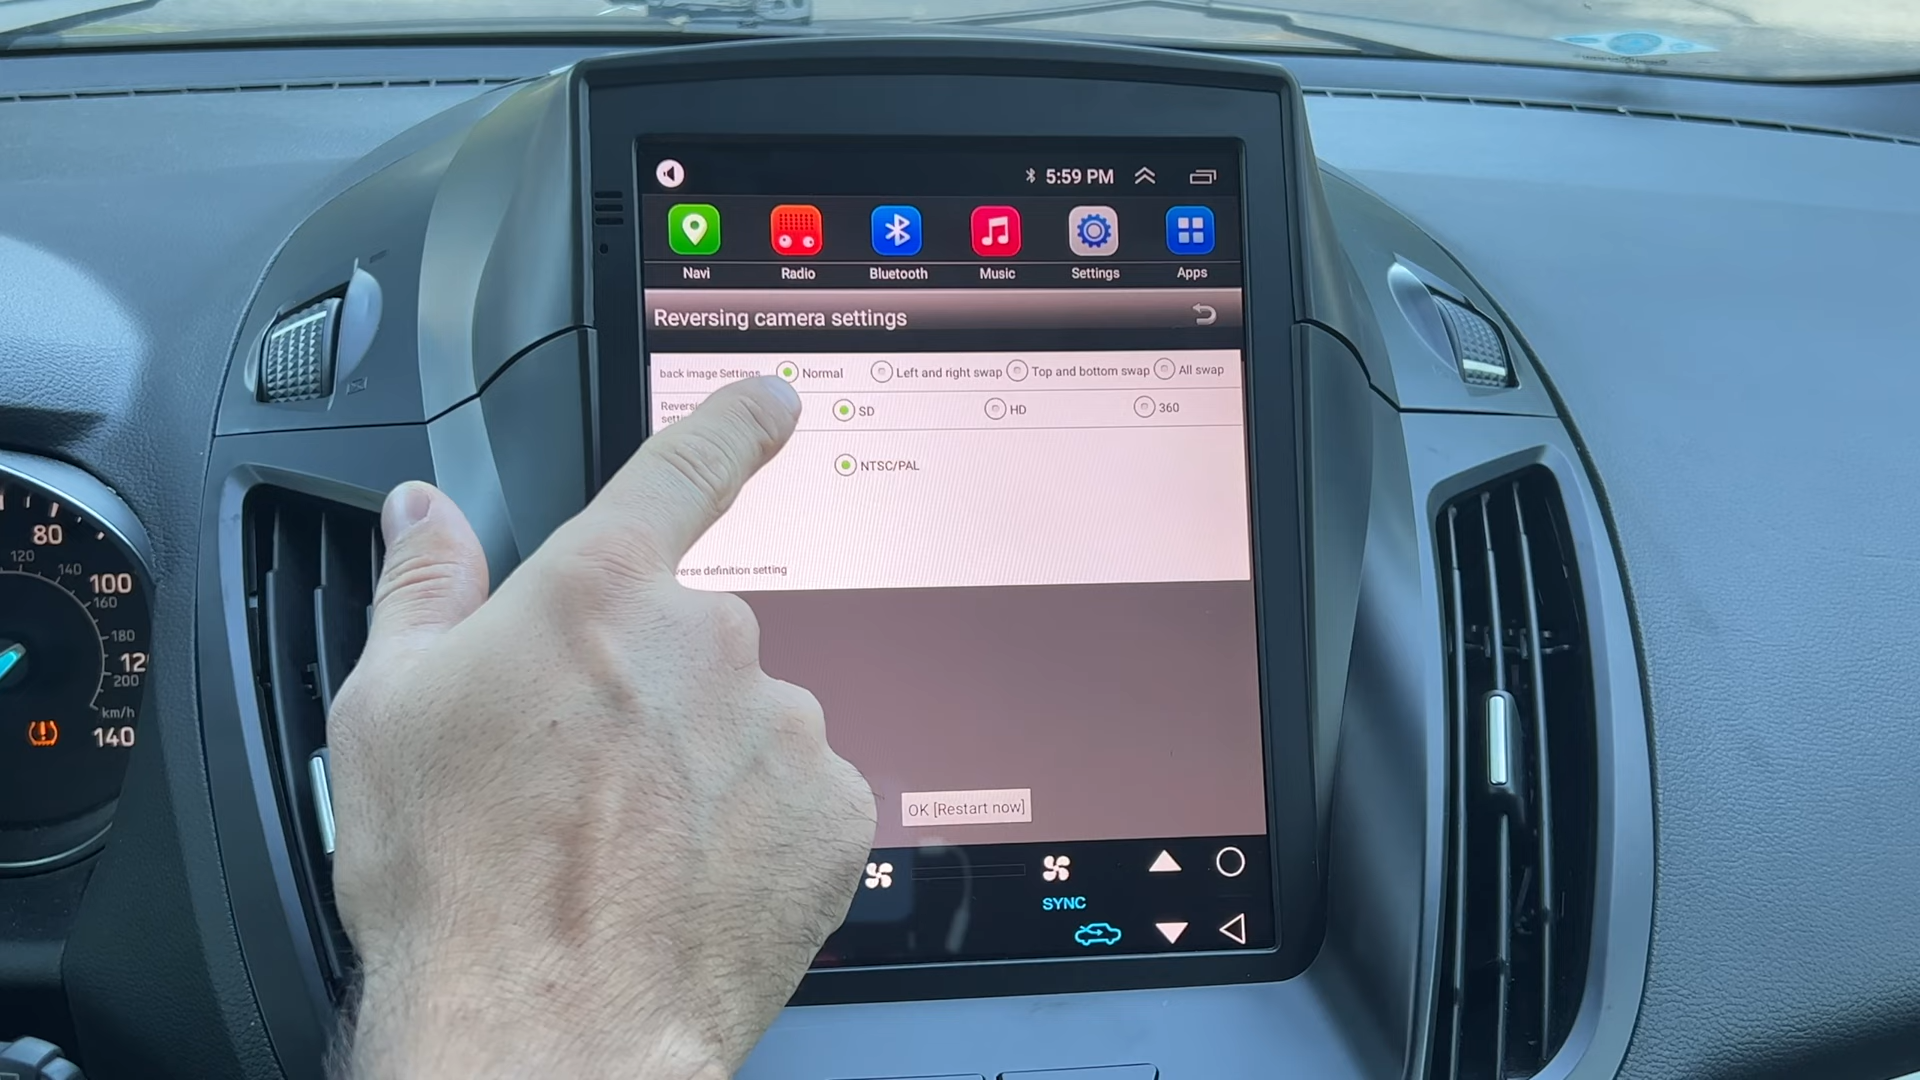 5:59 PM
Navi Radio Bluetooth Music Settings Apps
Reversing camera settings
back image Settings Normal Left and right swap Top and bottom swap All swap
SD HD 360
NTSC/PAL
verse definition setting
OK [Restart now]
SYNC
80
120
140
100
160
180
200
km/h
140